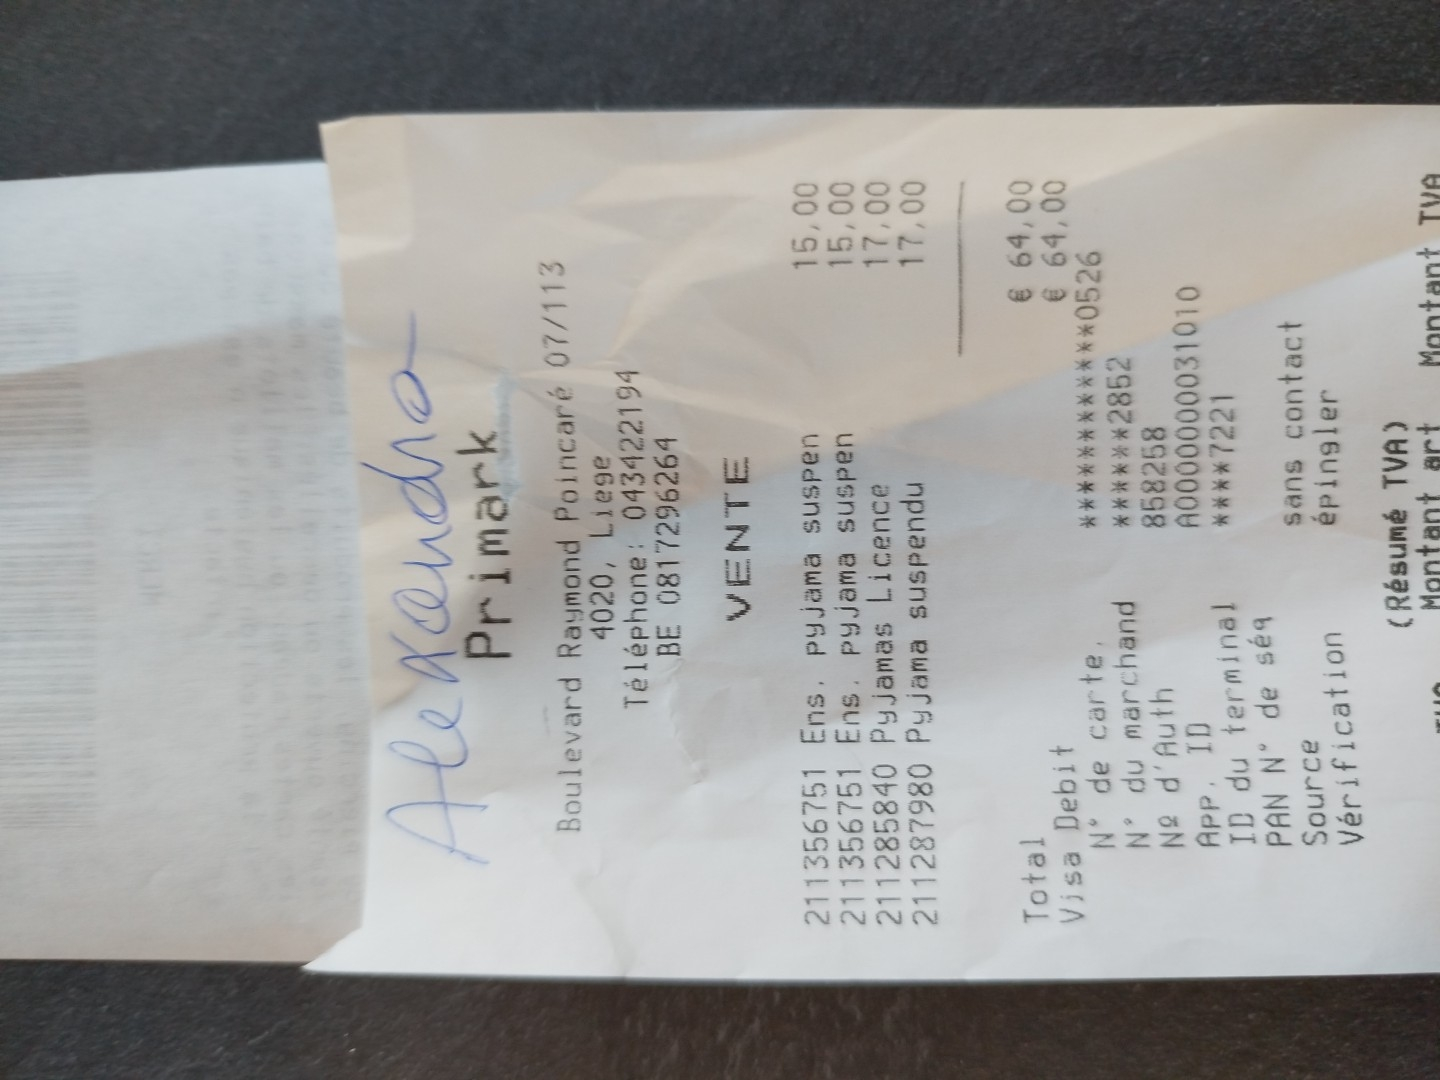 Alexandra
Primark
Boulevard Raymond Poincaré 07/113
4020, Liege
Téléphone: 043422194
BE 0817296264
VENTE
211356751 Ens. pyjama suspen 15,00
211356751 Ens. pyjama suspen 15,00
211285840 Pyjamas Licence 17,00
211287980 Pyjama suspendu 17,00
Total € 64,00
Visa Debit € 64,00
N° de carte. ************0526
N° du marchand *****2852
Nº d'Auth 858258
APP. ID A0000000031010
ID du terminal ****7221
PAN N° de séq
Source sans contact
Vérification épingler
(Résumé TVA)
Montant art Montant TVA